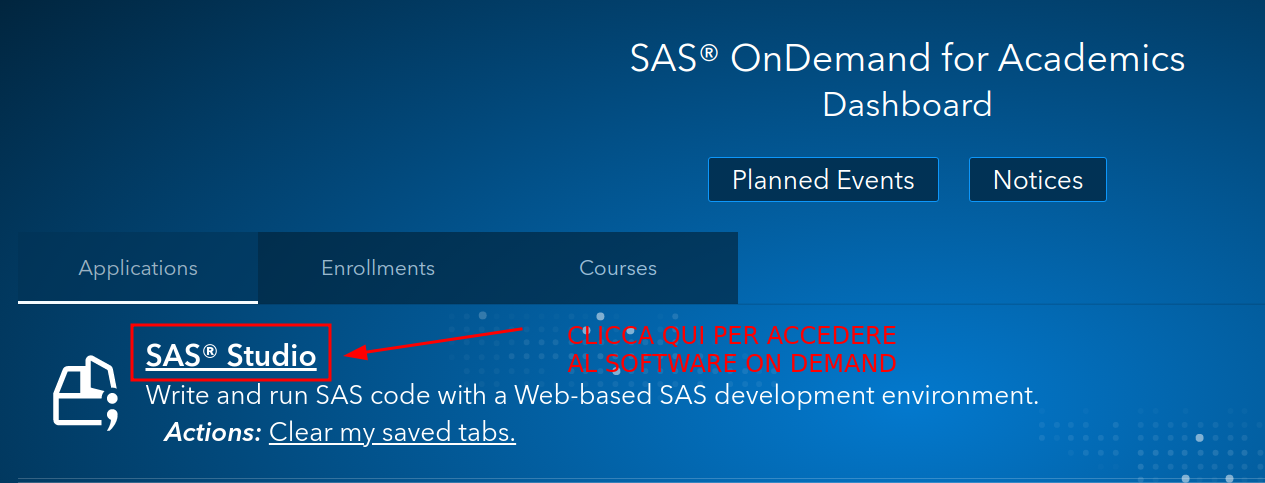 SAS® OnDemand for Academics
Dashboard
Planned Events
Notices
Applications
Enrollments
Courses
SAS® Studio
CLICCA QUI PER ACCEDERE
AL SOFTWARE ON DEMAND
Write and run SAS code with a Web-based SAS development environment.
Actions: Clear my saved tabs.